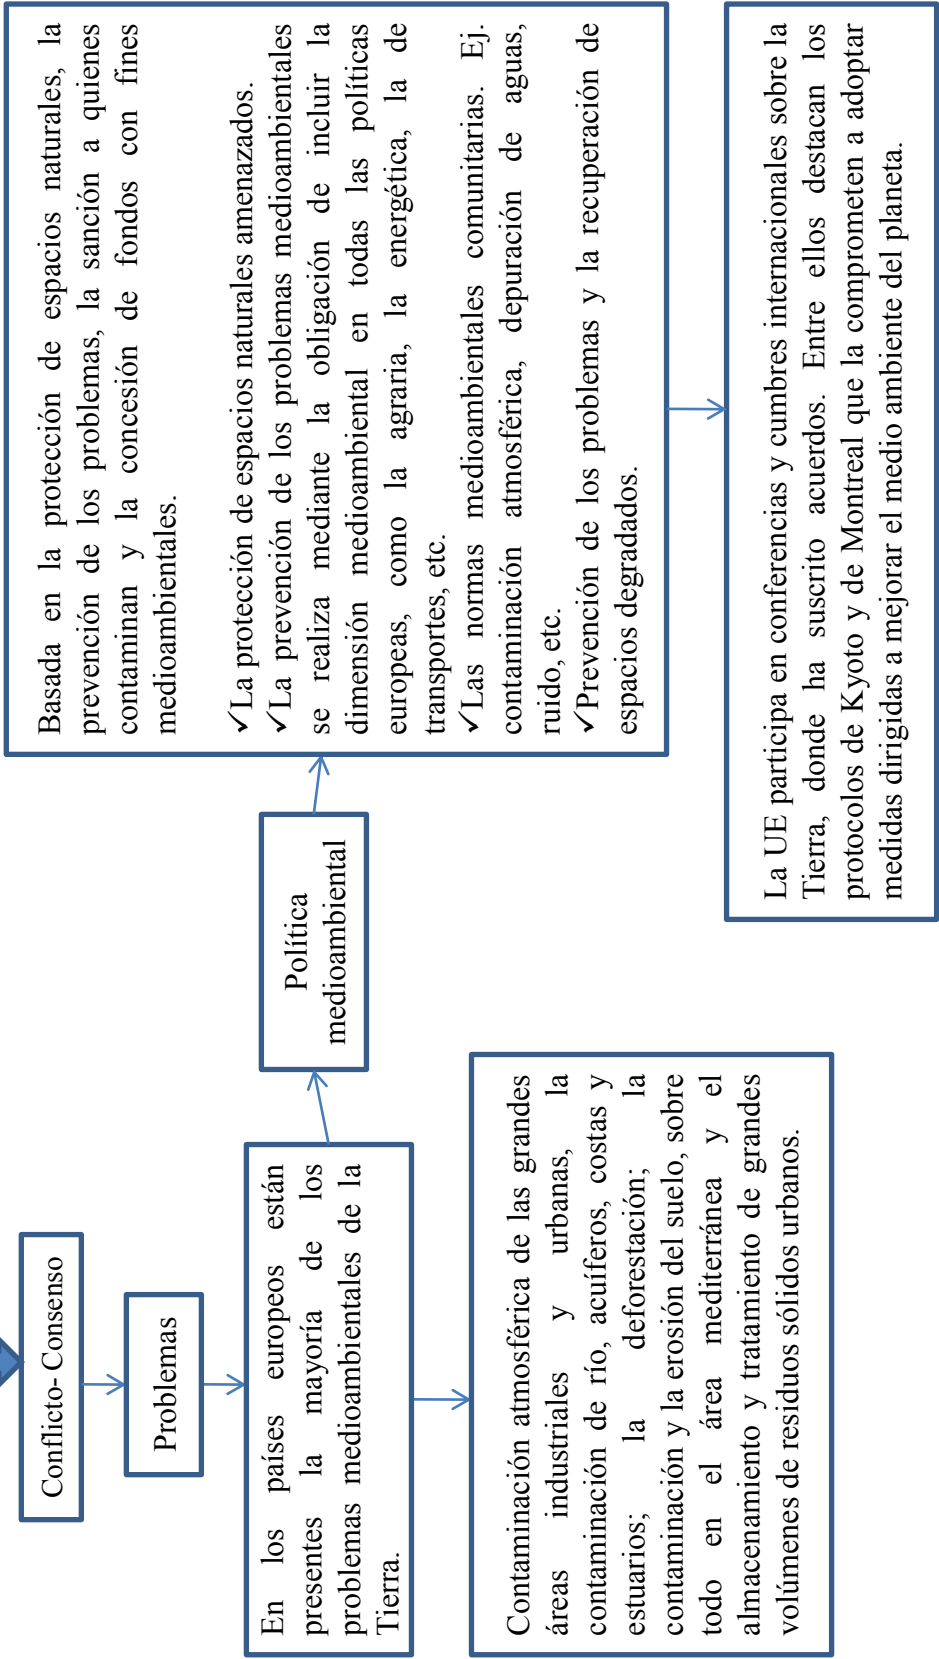 Conflicto- Consenso
Problemas
En los países europeos están
presentes la mayoría de los
problemas medioambientales de la
Tierra.
Contaminación atmosférica de las grandes
áreas industriales y urbanas, la
contaminación de río, acuíferos, costas y
estuarios; la deforestación; la
contaminación y la erosión del suelo, sobre
todo en el área mediterránea y el
almacenamiento y tratamiento de grandes
volúmenes de residuos sólidos urbanos.
Política
medioambiental
Basada en la protección de espacios naturales, la
prevención de los problemas, la sanción a quienes
contaminan y la concesión de fondos con fines
medioambientales.
✓La protección de espacios naturales amenazados.
✓La prevención de los problemas medioambientales
se realiza mediante la obligación de incluir la
dimensión medioambiental en todas las políticas
europeas, como la agraria, la energética, la de
transportes, etc.
✓Las normas medioambientales comunitarias. Ej.
contaminación atmosférica, depuración de aguas,
ruido, etc.
✓Prevención de los problemas y la recuperación de
espacios degradados.
La UE participa en conferencias y cumbres internacionales sobre la
Tierra, donde ha suscrito acuerdos. Entre ellos destacan los
protocolos de Kyoto y de Montreal que la comprometen a adoptar
medidas dirigidas a mejorar el medio ambiente del planeta.